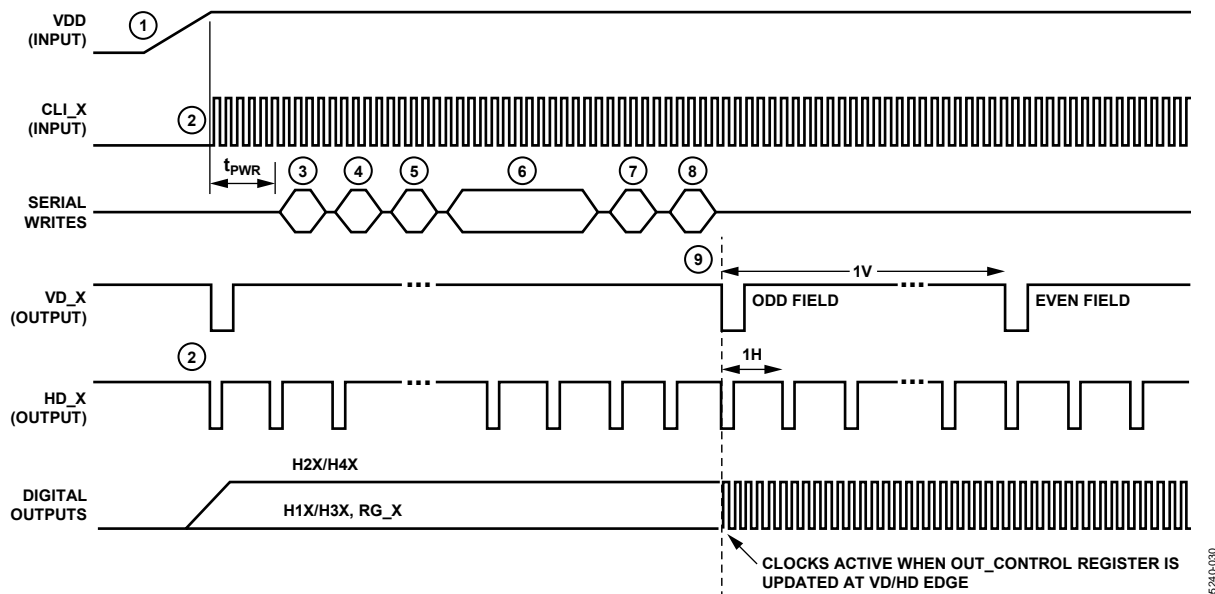 VDD
(INPUT)
1
CLI_X
(INPUT)
2
tPWR
3
4
5
6
7
8
SERIAL
WRITES
9
1V
VD_X
(OUTPUT)
ODD FIELD
EVEN FIELD
2
1H
HD_X
(OUTPUT)
H2X/H4X
DIGITAL
OUTPUTS
H1X/H3X, RG_X
CLOCKS ACTIVE WHEN OUT_CONTROL REGISTER IS
UPDATED AT VD/HD EDGE
5240-030